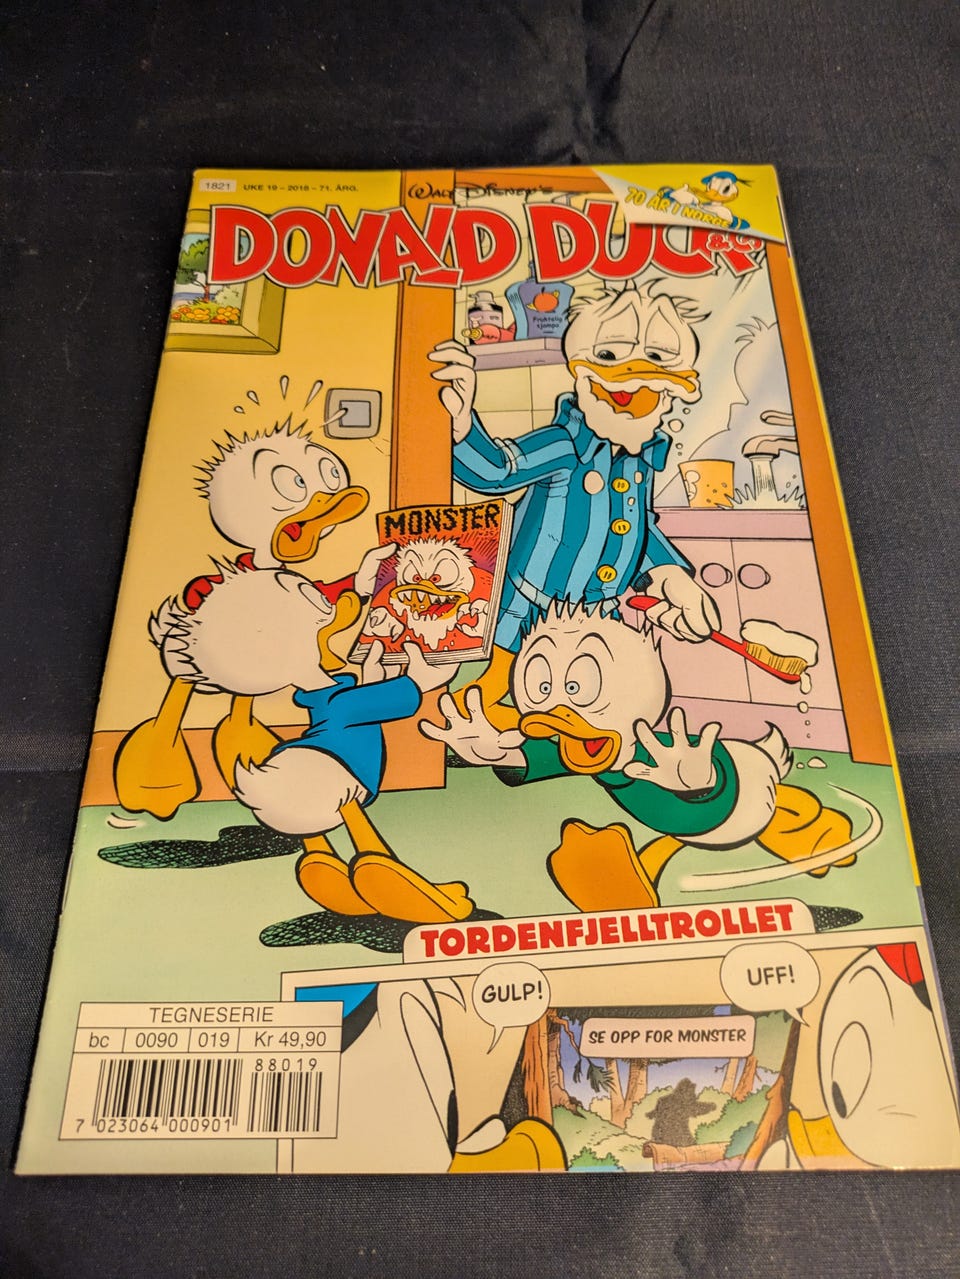 1821
UKE 19 – 2018 – 71. ÅRG.
WALT DISNEY'S
70 ÅR I NORGE
DONALD DUCK
& CO
Fruktelig
sjampo
MONSTER
TORDENFJELLTROLLET
GULP!
UFF!
SE OPP FOR MONSTER
TEGNESERIE
bc 0090 019 Kr 49,90
88019
7 023064 000901